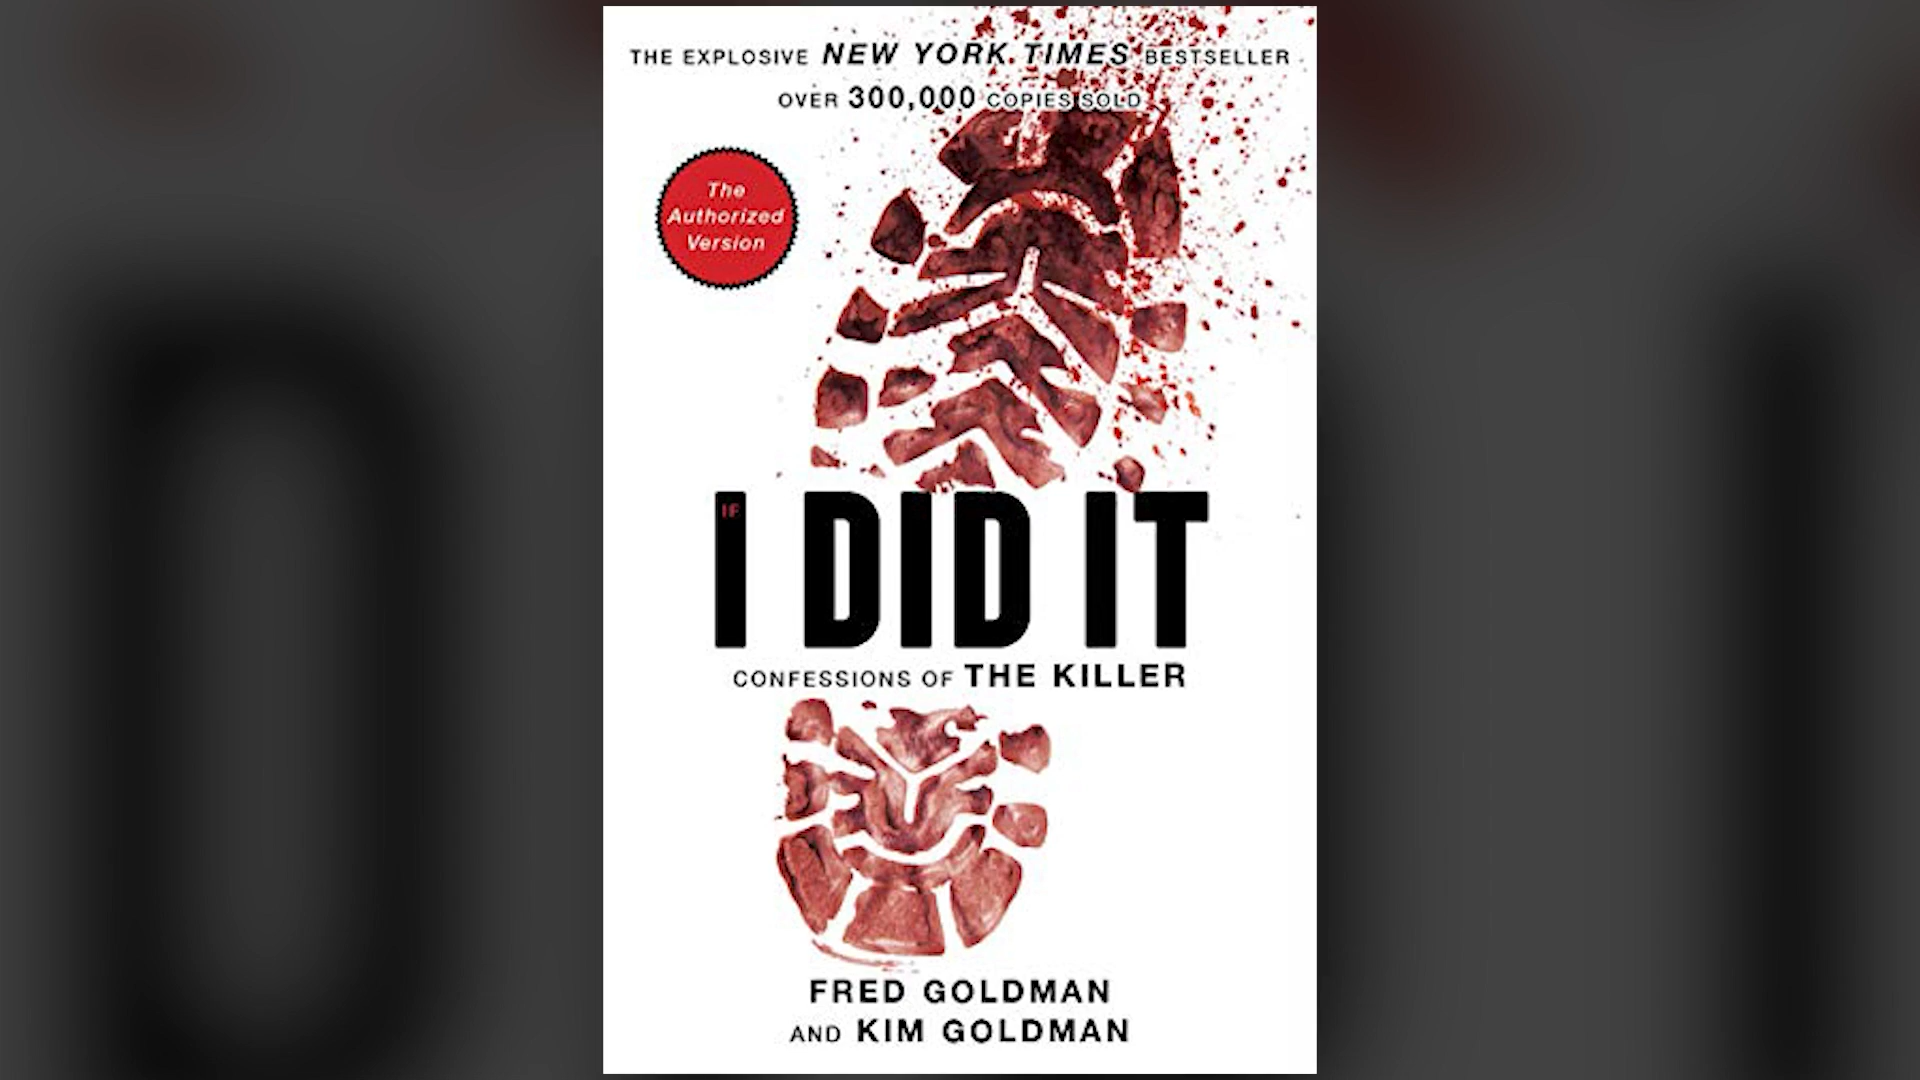 THE EXPLOSIVE NEW YORK TIMES BESTSELLER
OVER 300,000 COPIES SOLD
The
Authorized
Version
IF
I DID IT
CONFESSIONS OF THE KILLER
FRED GOLDMAN
AND KIM GOLDMAN